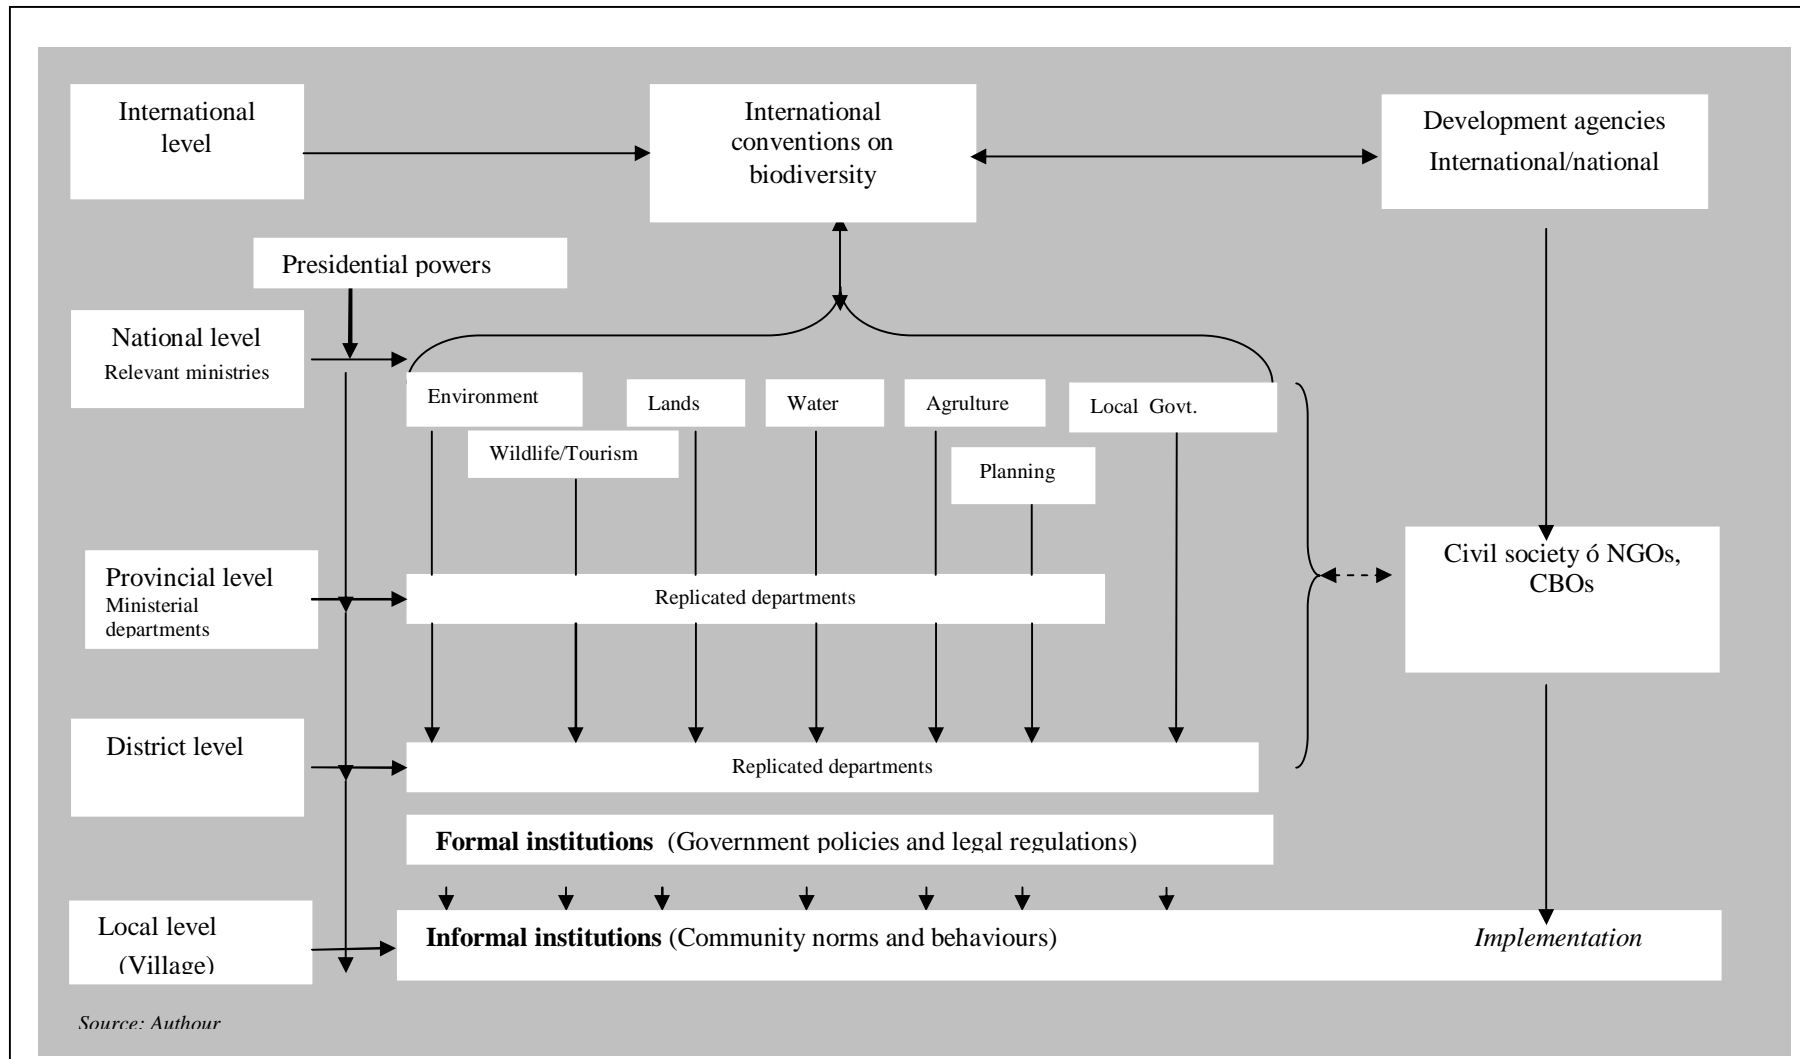 International
level
International
conventions on
biodiversity
Development agencies
International/national
Presidential powers
National level
Relevant ministries
Environment
Lands
Water
Agrulture
Local Govt.
Wildlife/Tourism
Planning
Provincial level
Ministerial
departments
Replicated departments
Civil society ó NGOs,
CBOs
District level
Replicated departments
Formal institutions (Government policies and legal regulations)
Local level
(Village)
Informal institutions (Community norms and behaviours)
Implementation
Source: Authour